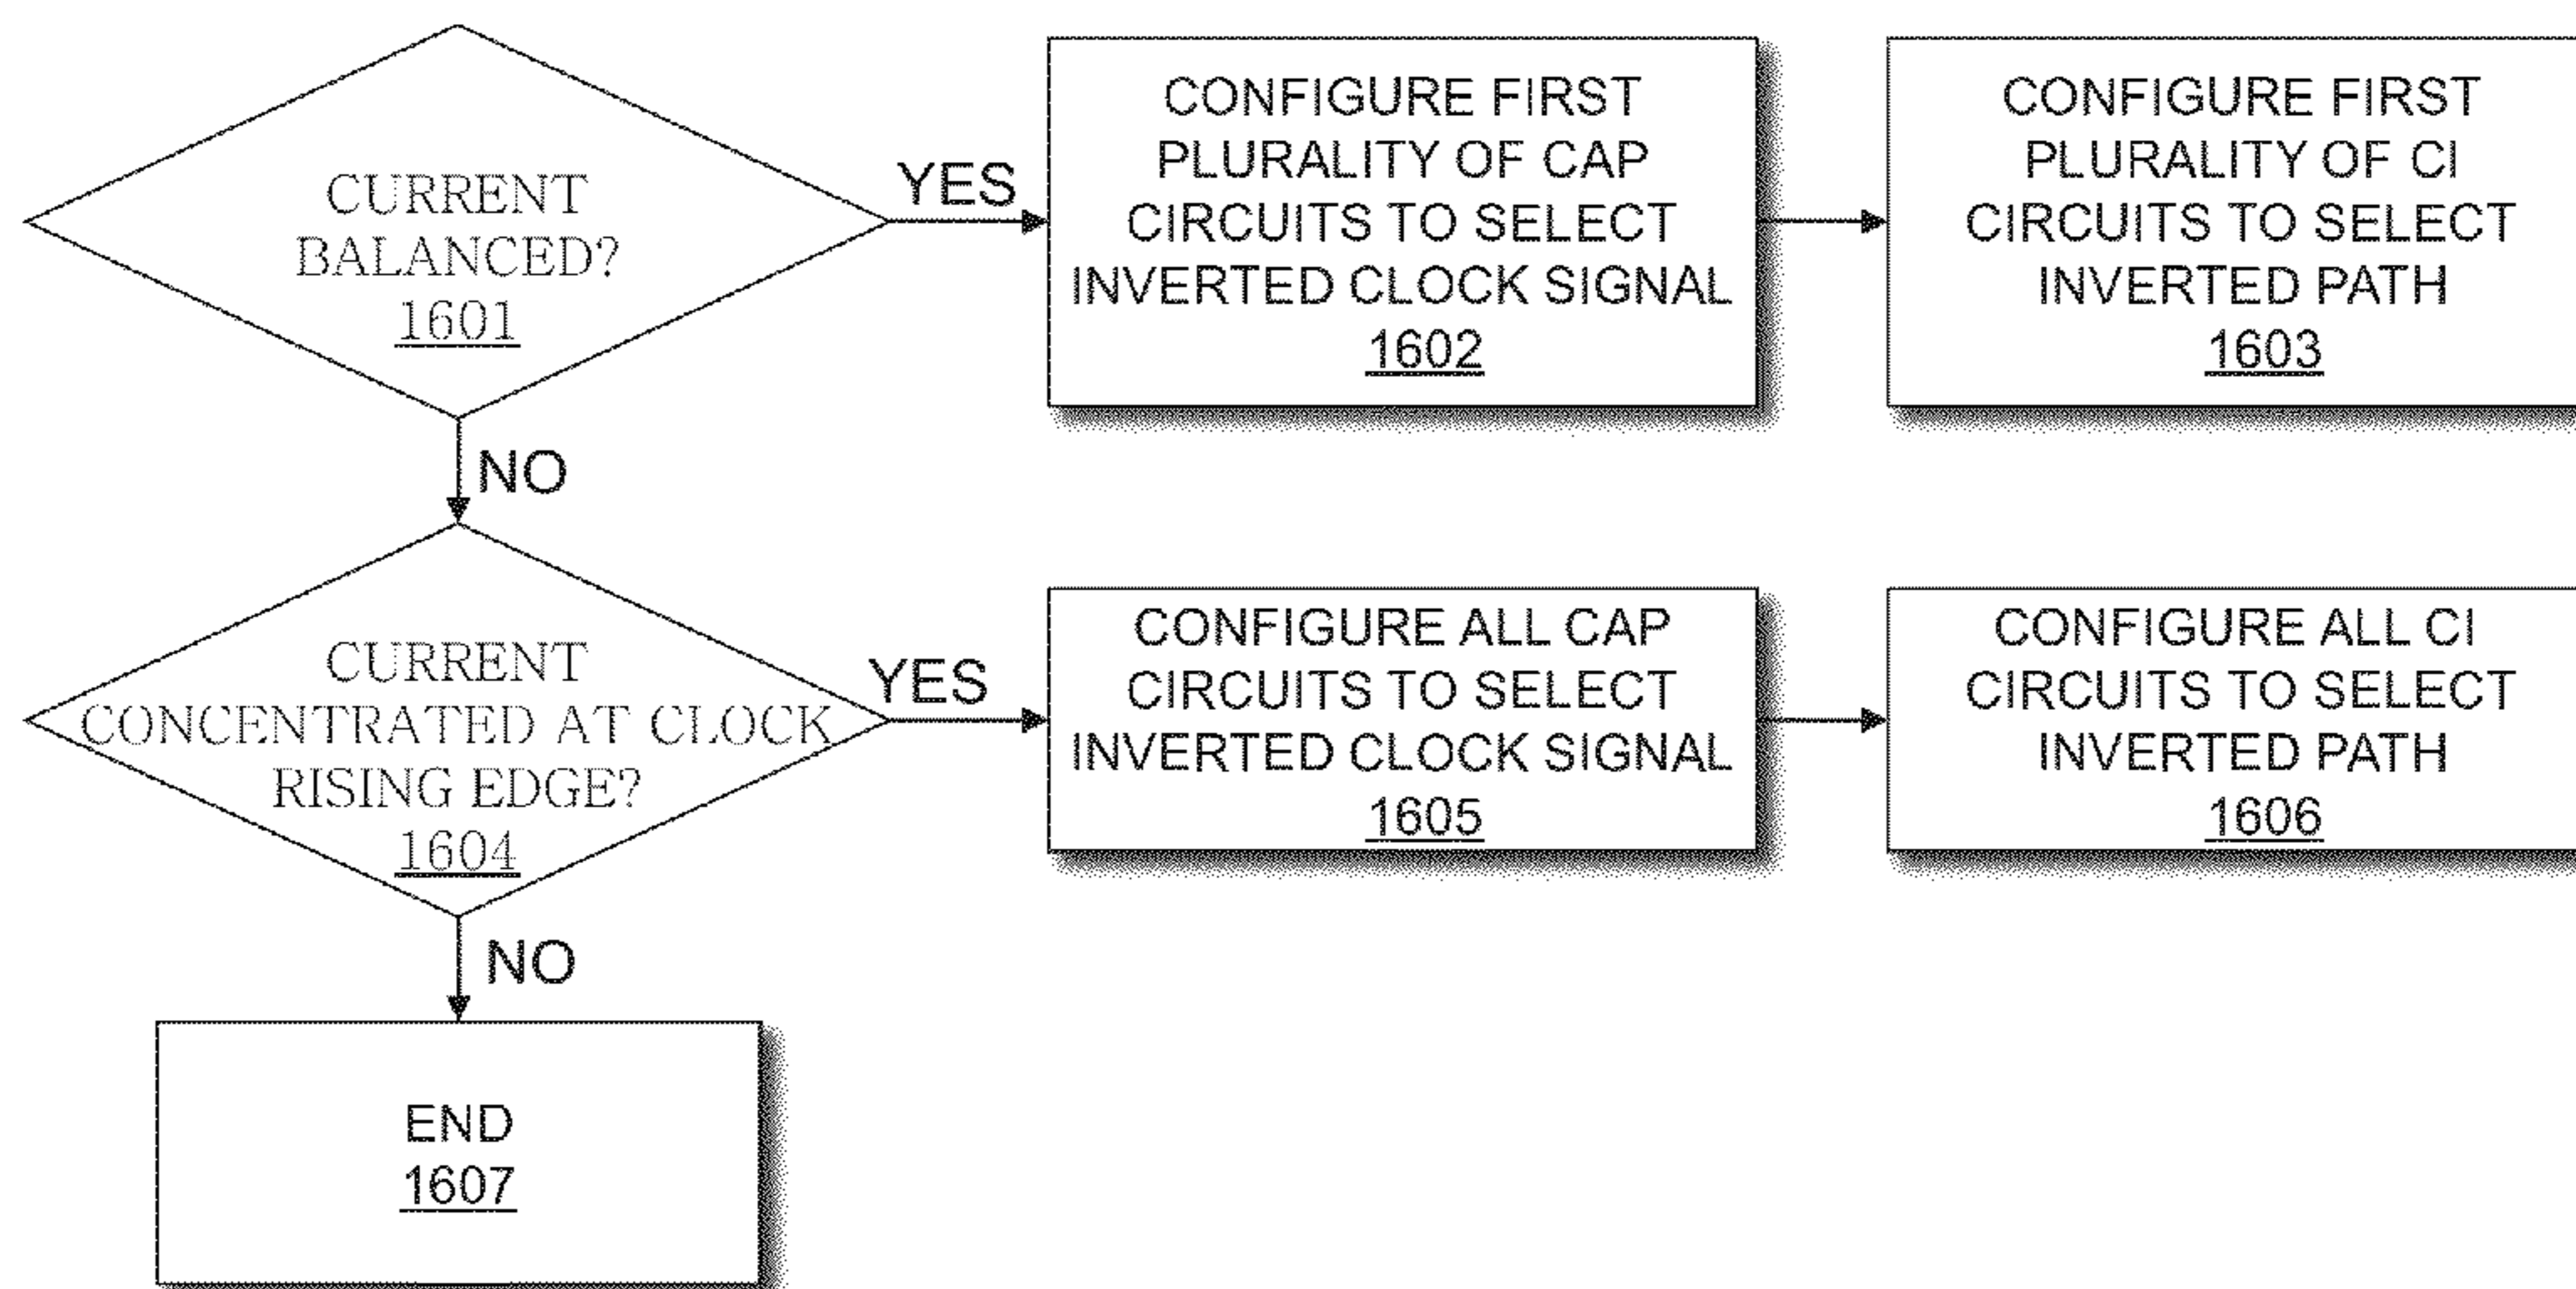 CURRENT
BALANCED?
1601
YES
CONFIGURE FIRST
PLURALITY OF CAP
CIRCUITS TO SELECT
INVERTED CLOCK SIGNAL
1602
CONFIGURE FIRST
PLURALITY OF CI
CIRCUITS TO SELECT
INVERTED PATH
1603
NO
CURRENT
CONCENTRATED AT CLOCK
RISING EDGE?
1604
YES
CONFIGURE ALL CAP
CIRCUITS TO SELECT
INVERTED CLOCK SIGNAL
1605
CONFIGURE ALL CI
CIRCUITS TO SELECT
INVERTED PATH
1606
NO
END
1607